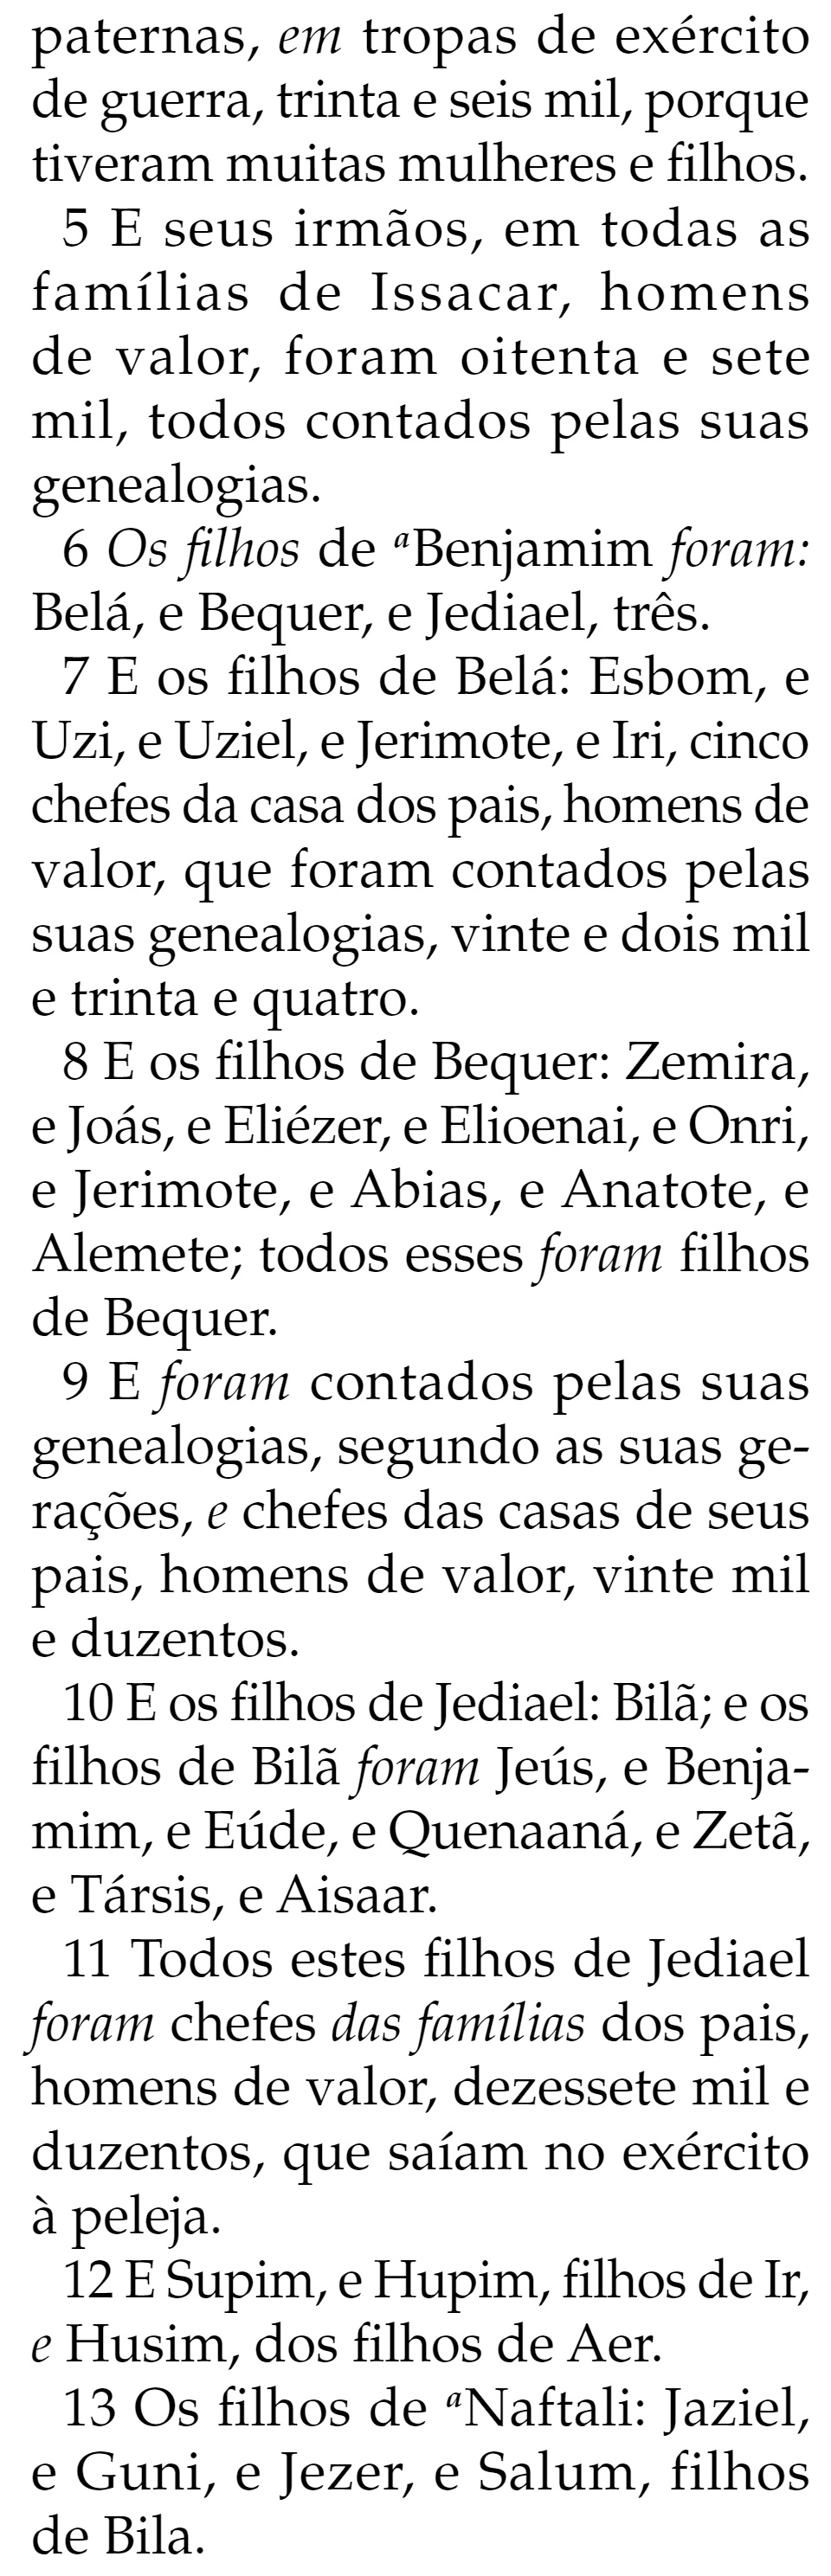 paternas, em tropas de exército
de guerra, trinta e seis mil, porque
tiveram muitas mulheres e filhos.
5 E seus irmãos, em todas as
famílias de Issacar, homens
de valor, foram oitenta e sete
mil, todos contados pelas suas
genealogias.
6 Os filhos de aBenjamim foram:
Belá, e Bequer, e Jediael, três.
7 E os filhos de Belá: Esbom, e
Uzi, e Uziel, e Jerimote, e Iri, cinco
chefes da casa dos pais, homens de
valor, que foram contados pelas
suas genealogias, vinte e dois mil
e trinta e quatro.
8 E os filhos de Bequer: Zemira,
e Joás, e Eliézer, e Elioenai, e Onri,
e Jerimote, e Abias, e Anatote, e
Alemete; todos esses foram filhos
de Bequer.
9 E foram contados pelas suas
genealogias, segundo as suas ge-
rações, e chefes das casas de seus
pais, homens de valor, vinte mil
e duzentos.
10 E os filhos de Jediael: Bilã; e os
filhos de Bilã foram Jeús, e Benja-
mim, e Eúde, e Quenaaná, e Zetã,
e Társis, e Aisaar.
11 Todos estes filhos de Jediael
foram chefes das famílias dos pais,
homens de valor, dezessete mil e
duzentos, que saíam no exército
à peleja.
12 E Supim, e Hupim, filhos de Ir,
e Husim, dos filhos de Aer.
13 Os filhos de aNaftali: Jaziel,
e Guni, e Jezer, e Salum, filhos
de Bila.